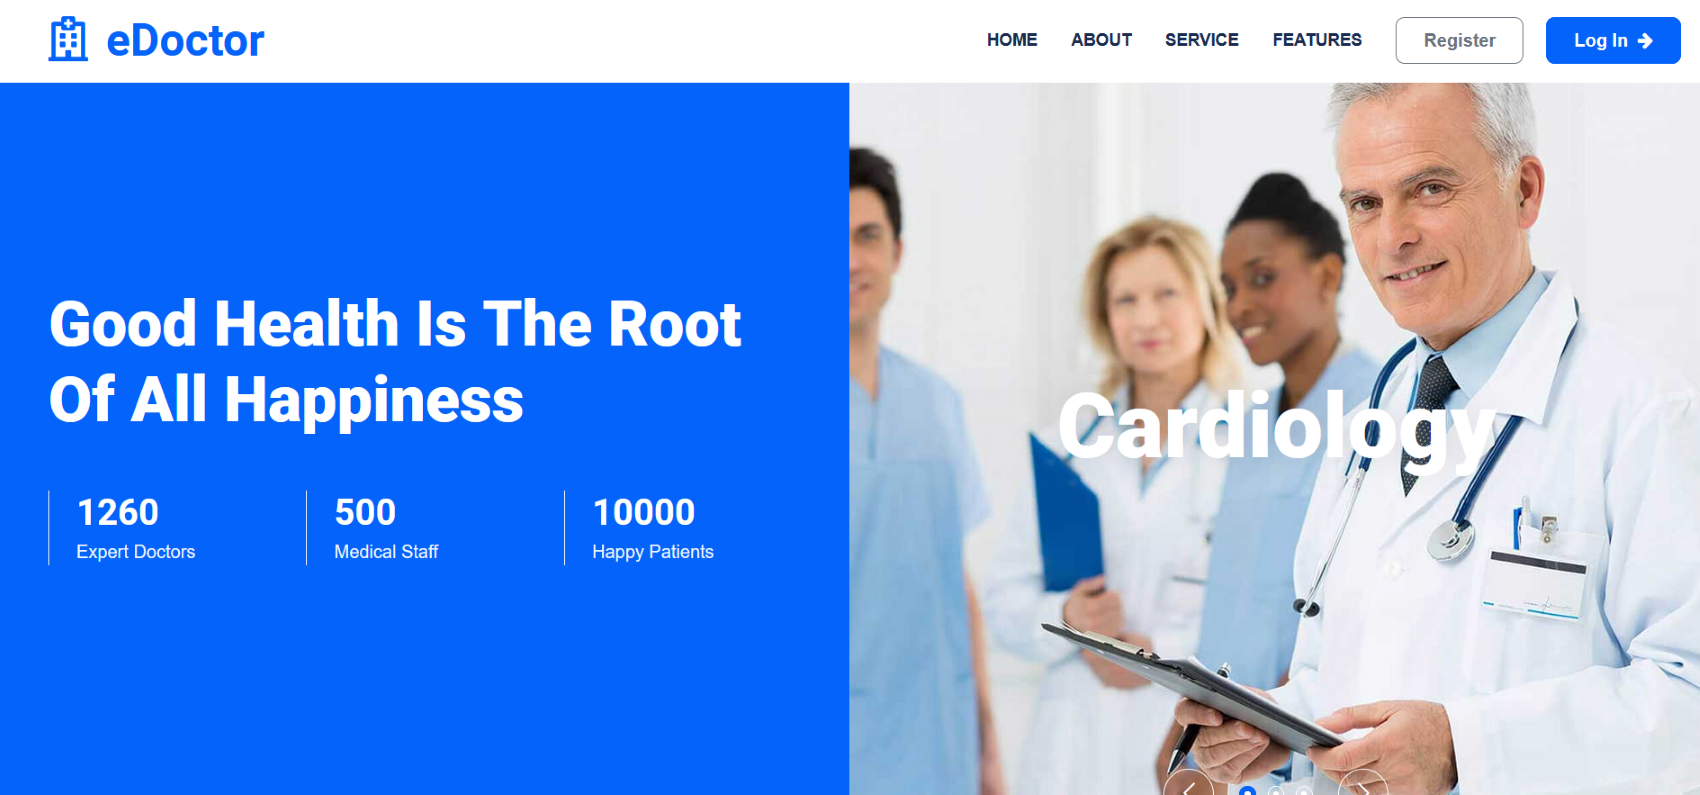 eDoctor
HOME
ABOUT
SERVICE
FEATURES
Register
Log In
Good Health Is The Root
Of All Happiness
1260
Expert Doctors
500
Medical Staff
10000
Happy Patients
Cardiology